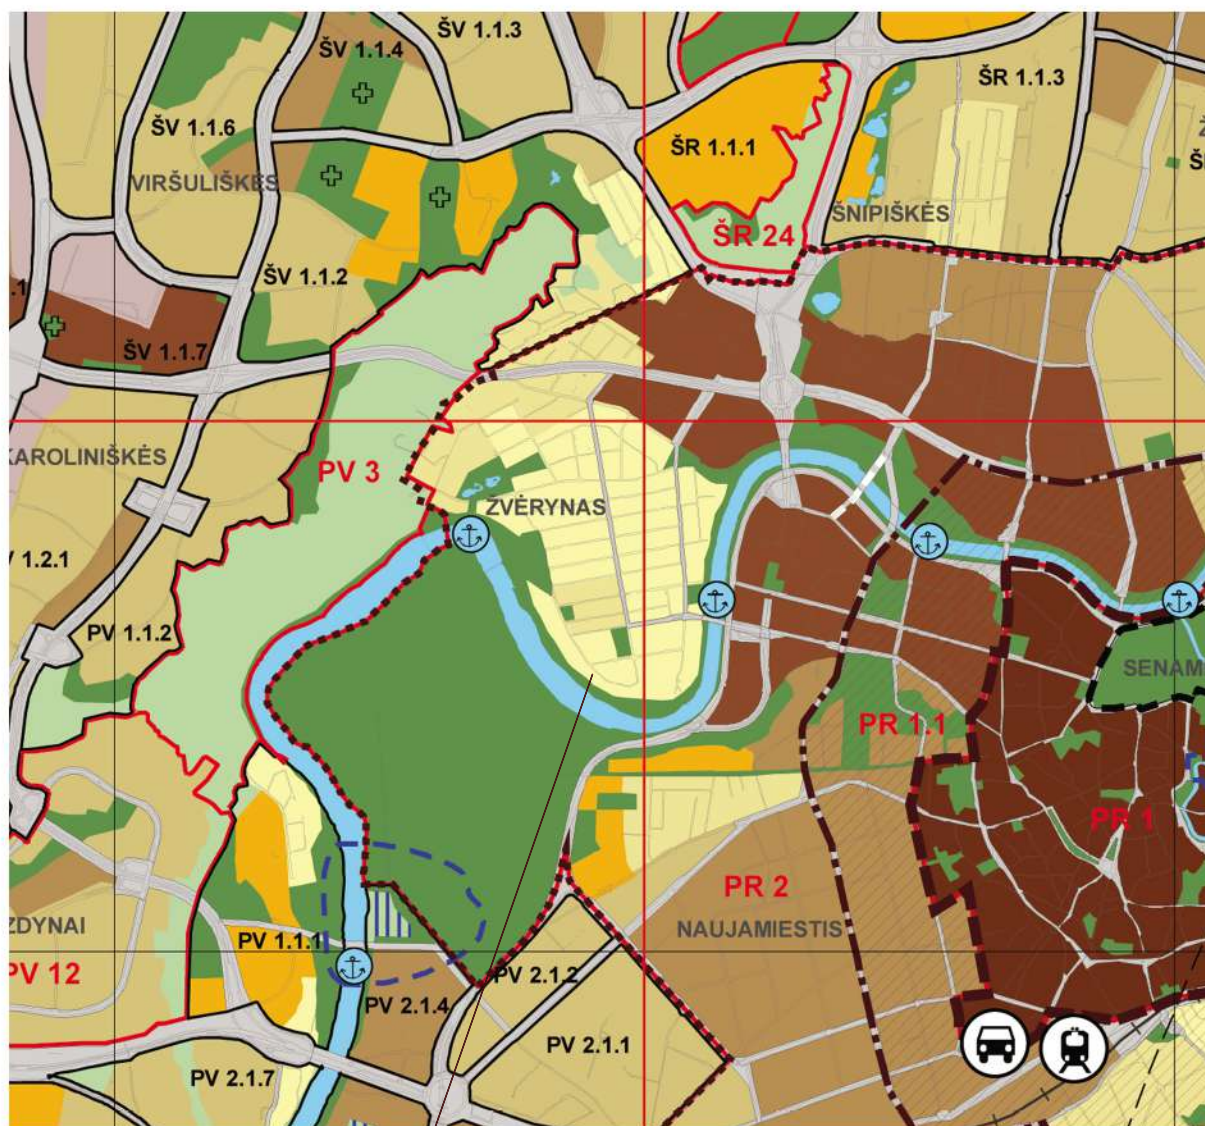 ŠV 1.1.3
ŠV 1.1.4
ŠR 1.1.3
ŠV 1.1.6
ŠR 1.1.1
VIRŠULIŠKĖS
ŠNIPIŠKĖS
ŠR 24
ŠV 1.1.2
ŠV 1.1.7
KAROLINIŠKĖS
PV 3
ŽVĖRYNAS
1.2.1
PV 1.1.2
SENAM
PR 1.1
PR 1
PR 2
ZDYNAI
NAUJAMIESTIS
PV 1.1.1
PV 12
PV 2.1.2
PV 2.1.4
PV 2.1.1
PV 2.1.7